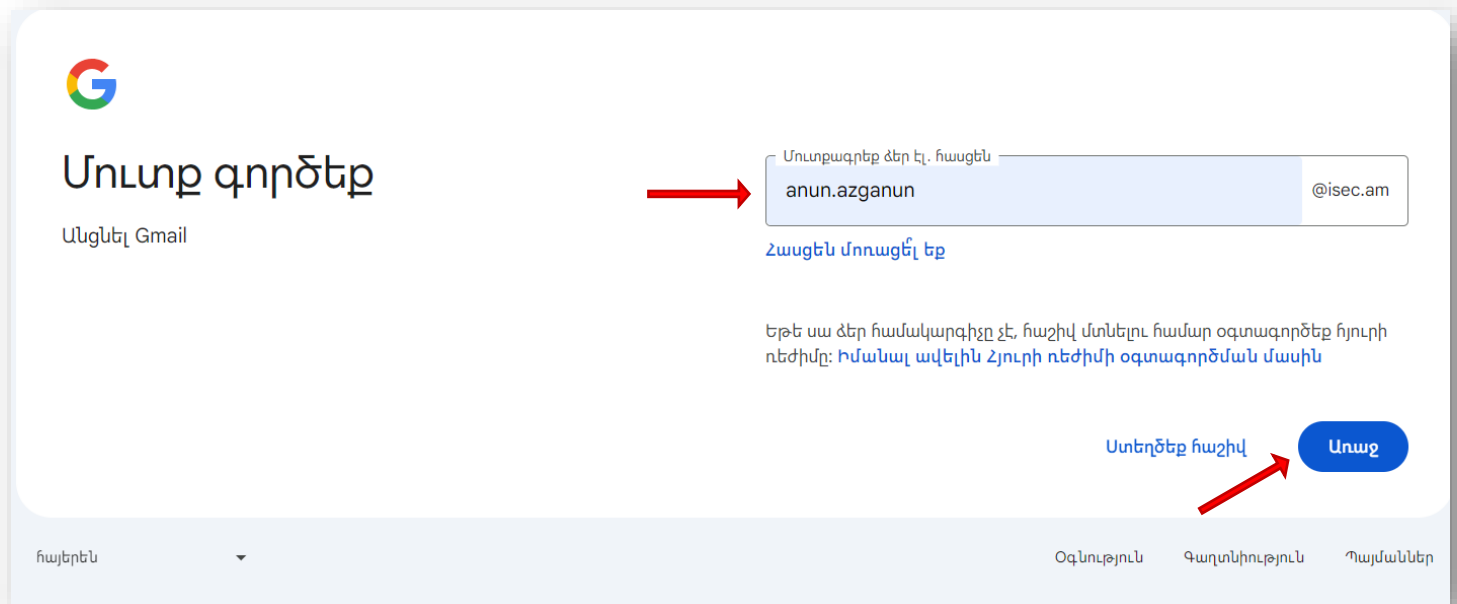 Մուտք գործեք
Անցնել Gmail
Մուտքագրեք ձեր էլ․ հասցեն
anun.azganun @isec.am
Հասցեն մոռացե՞լ եք
Եթե սա ձեր համակարգիչը չէ, հաշիվ մտնելու համար օգտագործեք հյուրի
ռեժիմը: Իմանալ ավելին Հյուրի ռեժիմի օգտագործման մասին
Ստեղծեք հաշիվ Առաջ
հայերեն Օգնություն Գաղտնիություն Պայմաններ